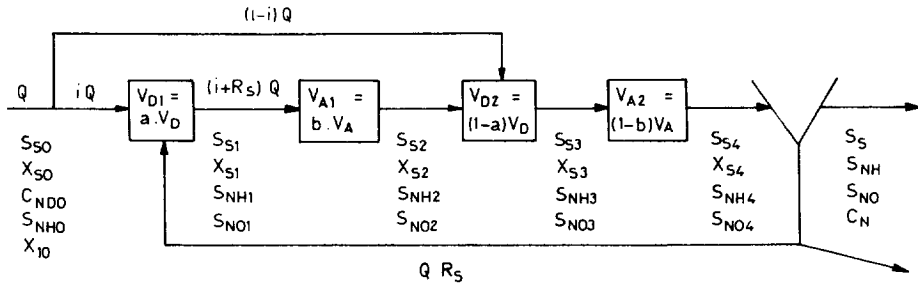 (1-i) Q
Q iQ (i+R_S) Q
V_D1 = a.V_D
V_A1 = b.V_A
V_D2 = (1-a)V_D
V_A2 = (1-b)V_A
S_S0
X_S0
C_ND0
S_NH0
X_10
S_S1
X_S1
S_NH1
S_NO1
S_S2
X_S2
S_NH2
S_NO2
S_S3
X_S3
S_NH3
S_NO3
S_S4
X_S4
S_NH4
S_NO4
S_S
S_NH
S_NO
C_N
Q R_S